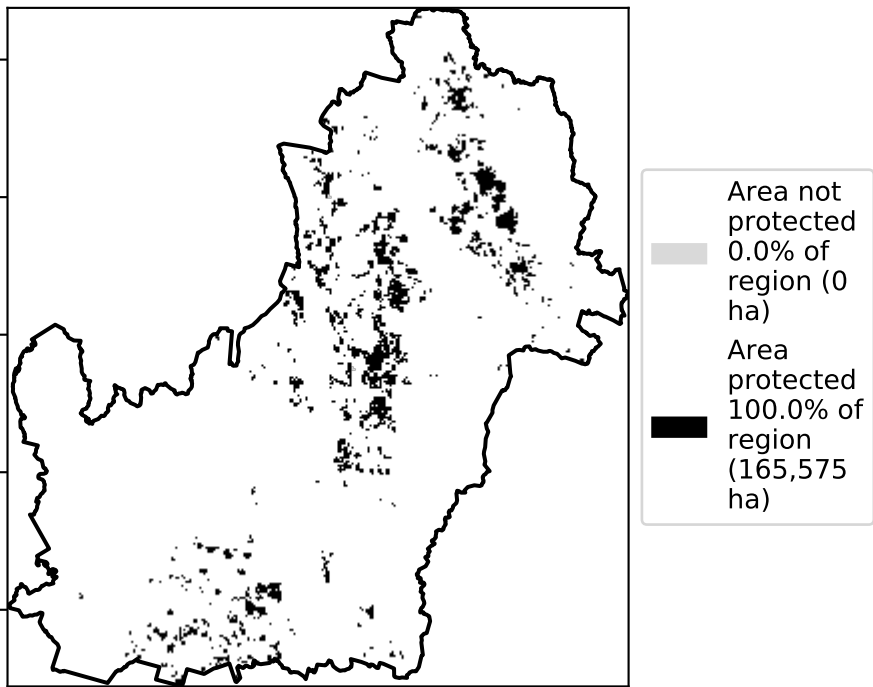 Area not
protected
0.0% of
region (0
ha)
Area
protected
100.0% of
region
(165,575
ha)